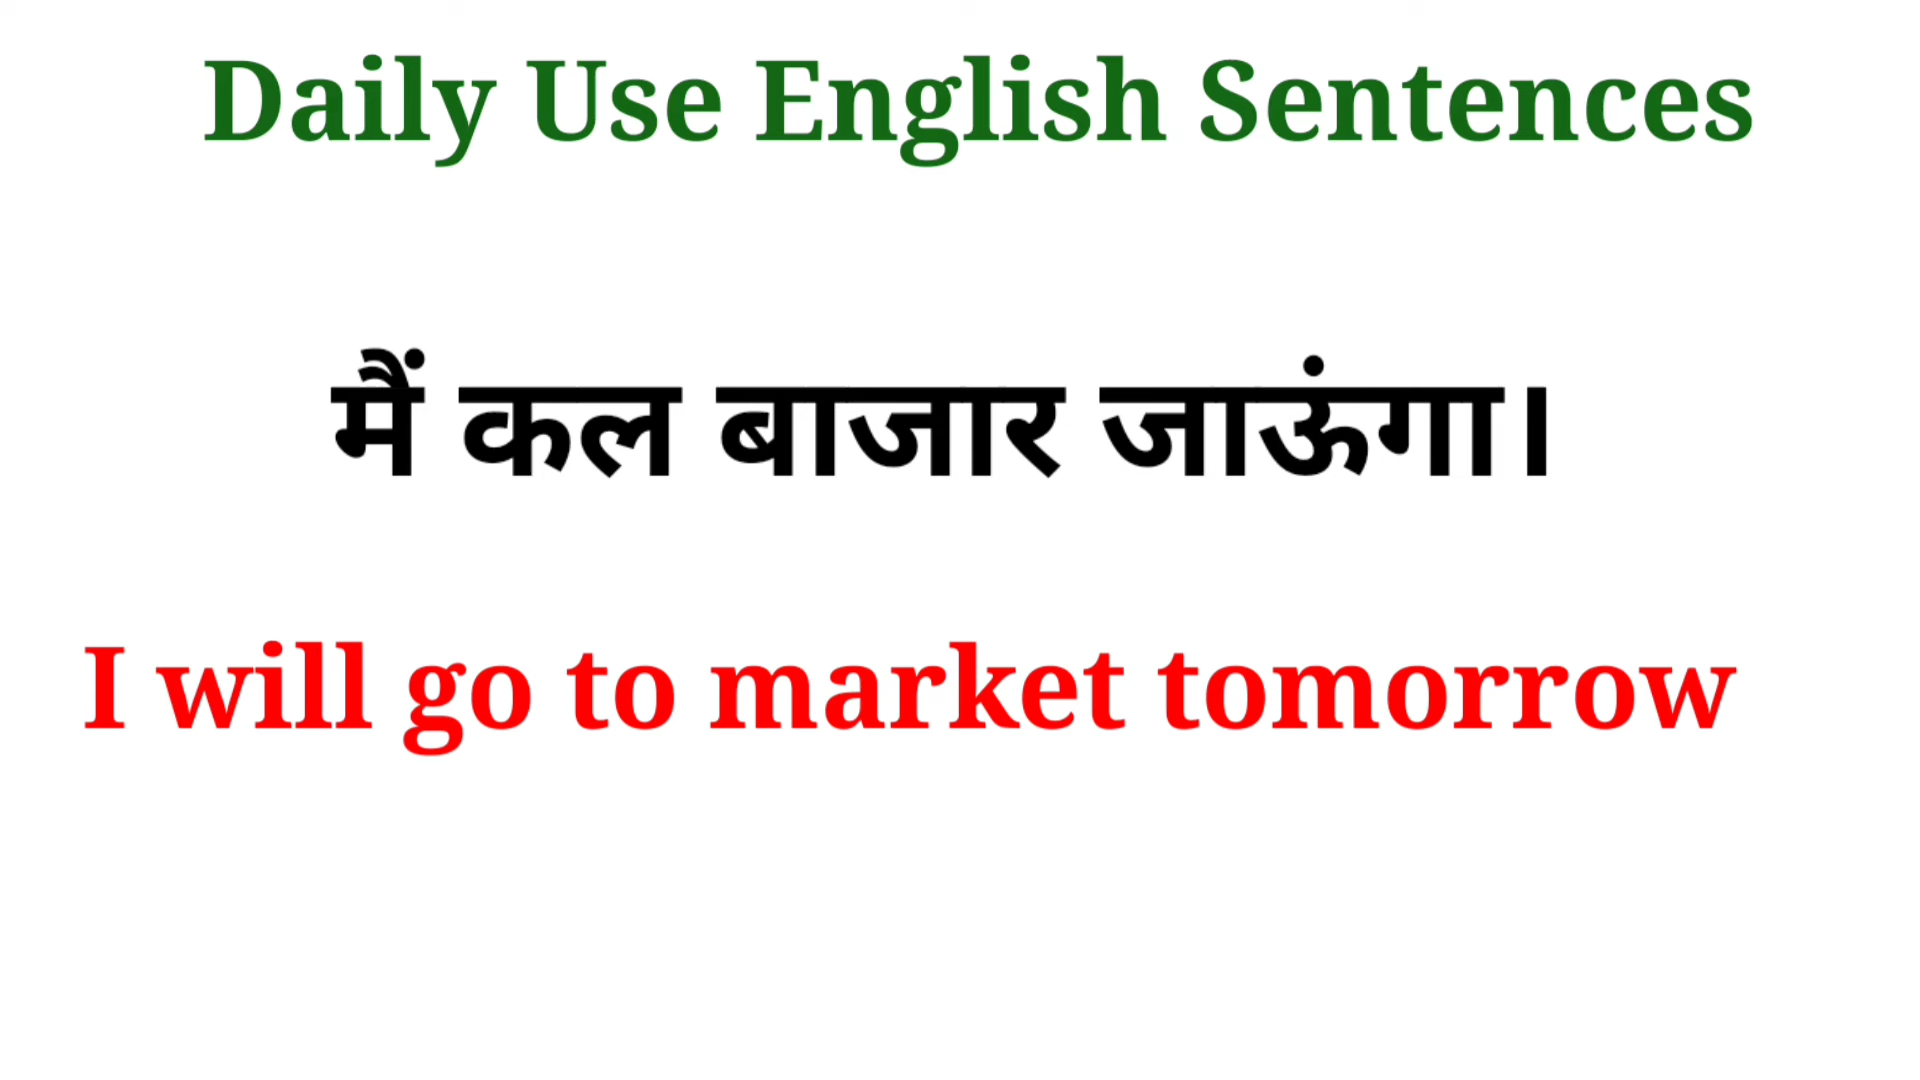 Daily Use English Sentences
मैं कल बाजार जाऊंगा।
I will go to market tomorrow